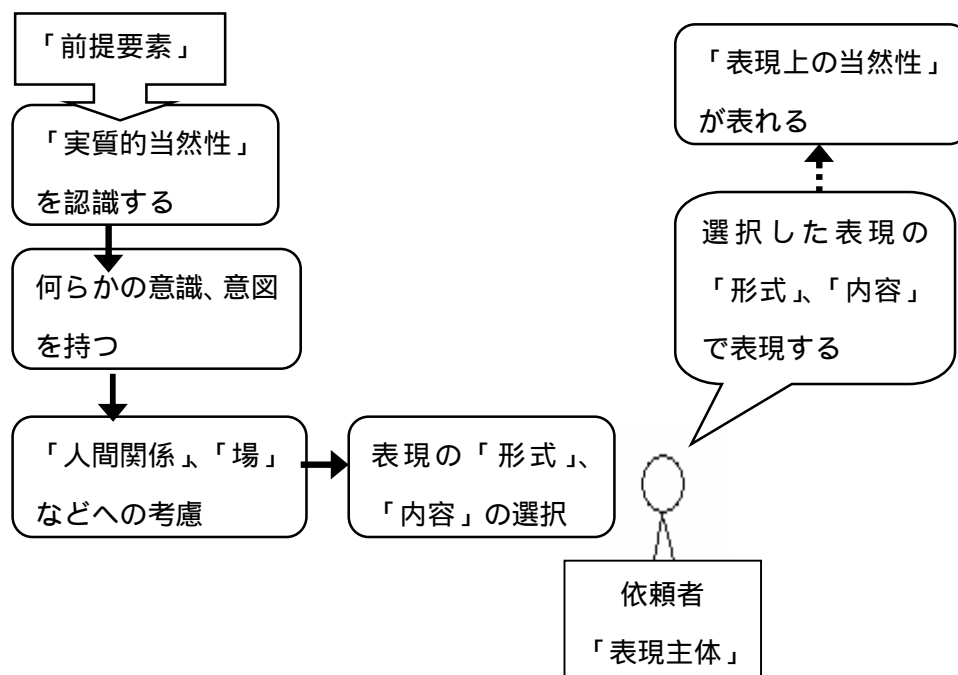 「前提要素」
「実質的当然性」
を認識する
何らかの意識、意図
を持つ
「人間関係」、「場」
などへの考慮
表現の「形式」、
「内容」の選択
「表現上の当然性」
が表れる
選択した表現の
「形式」、「内容」
で表現する
依頼者
「表現主体」